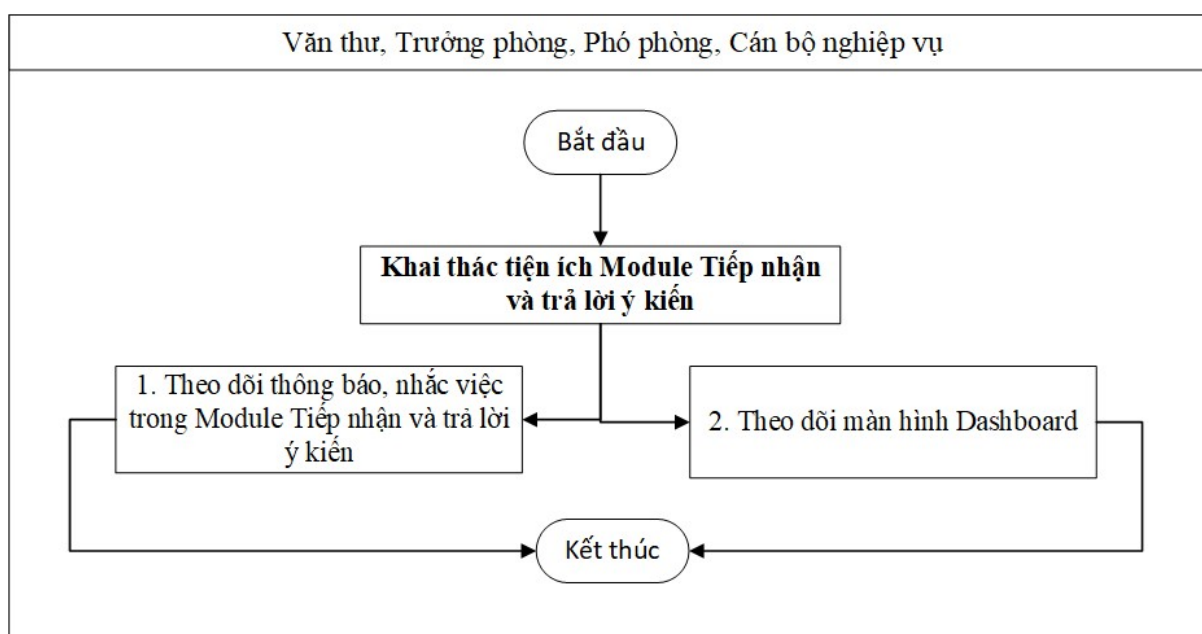 Văn thư, Trưởng phòng, Phó phòng, Cán bộ nghiệp vụ
Bắt đầu
Khai thác tiện ích Module Tiếp nhận
và trả lời ý kiến
1. Theo dõi thông báo, nhắc việc
trong Module Tiếp nhận và trả lời
ý kiến
2. Theo dõi màn hình Dashboard
Kết thúc